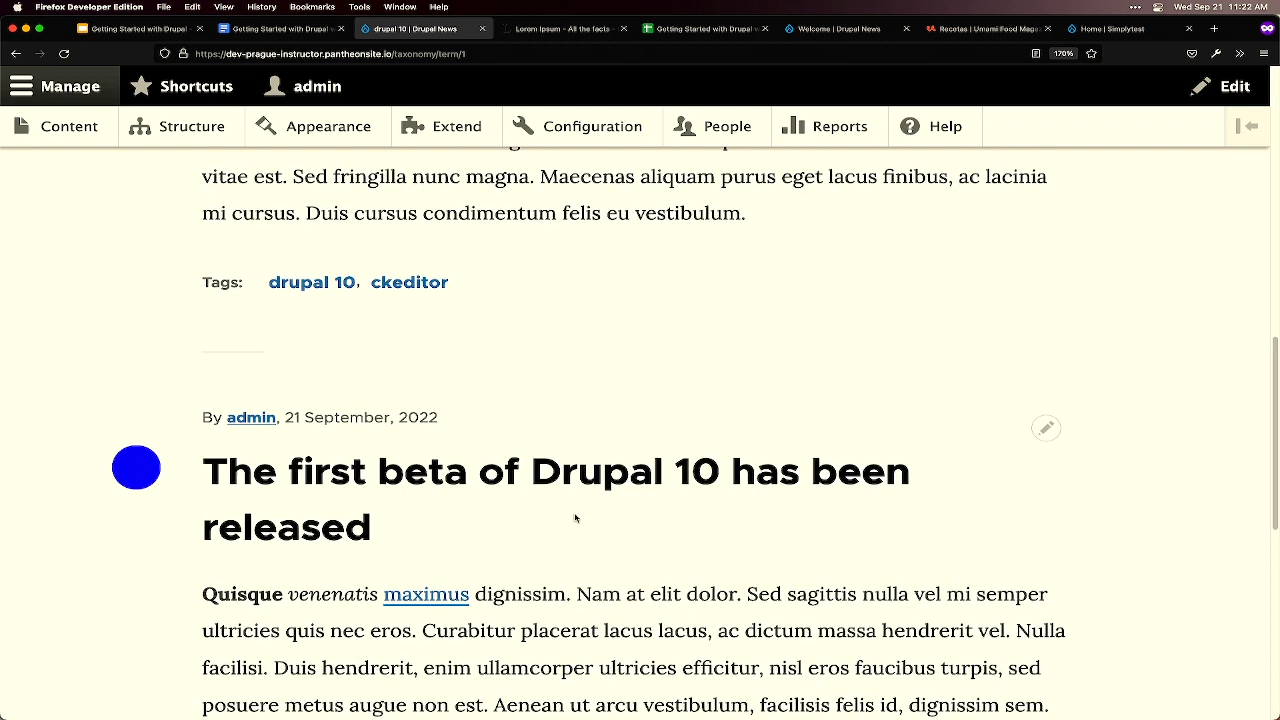 Firefox Developer Edition File Edit View History Bookmarks Tools Window Help
Wed Sep 21 11:22 AM
Getting Started with Drupal
Getting Started with Drupal w
drupal 10 | Drupal News
Lorem Ipsum - All the facts
Getting Started with Drupal w
Welcome | Drupal News
Recetas | Umami Food Maga
Home | Simplytest
https://dev-prague-instructor.pantheonsite.io/taxonomy/term/1
170%
Manage Shortcuts admin Edit
Content Structure Appearance Extend Configuration People Reports Help
vitae est. Sed fringilla nunc magna. Maecenas aliquam purus eget lacus finibus, ac lacinia
mi cursus. Duis cursus condimentum felis eu vestibulum.
Tags: drupal 10, ckeditor
By admin, 21 September, 2022
The first beta of Drupal 10 has been
released
Quisque venenatis maximus dignissim. Nam at elit dolor. Sed sagittis nulla vel mi semper
ultricies quis nec eros. Curabitur placerat lacus lacus, ac dictum massa hendrerit vel. Nulla
facilisi. Duis hendrerit, enim ullamcorper ultricies efficitur, nisl eros faucibus turpis, sed
posuere metus augue non est. Aenean ut arcu vestibulum, facilisis felis id, dignissim sem.